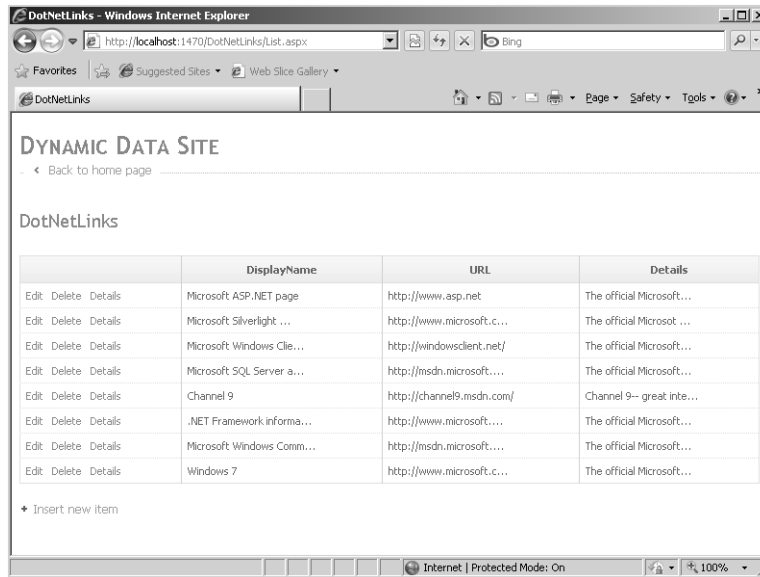 DotNetLinks - Windows Internet Explorer
http://localhost:1470/DotNetLinks/List.aspx
Bing
Favorites Suggested Sites Web Slice Gallery
DotNetLinks Page Safety Tools
DYNAMIC DATA SITE
Back to home page
DotNetLinks
DisplayName URL Details
Edit Delete Details Microsoft ASP.NET page http://www.asp.net The official Microsoft...
Edit Delete Details Microsoft Silverlight ... http://www.microsoft.c... The official Microsot ...
Edit Delete Details Microsoft Windows Clie... http://windowsclient.net/ The official Microsoft...
Edit Delete Details Microsoft SQL Server a... http://msdn.microsoft.... The official Microsoft...
Edit Delete Details Channel 9 http://channel9.msdn.com/ Channel 9-- great inte...
Edit Delete Details .NET Framework informa... http://www.microsoft.... The official Microsoft...
Edit Delete Details Microsoft Windows Comm... http://msdn.microsoft.... The official Microsoft...
Edit Delete Details Windows 7 http://www.microsoft.c... The official Microsoft...
+ Insert new item
Internet | Protected Mode: On 100%